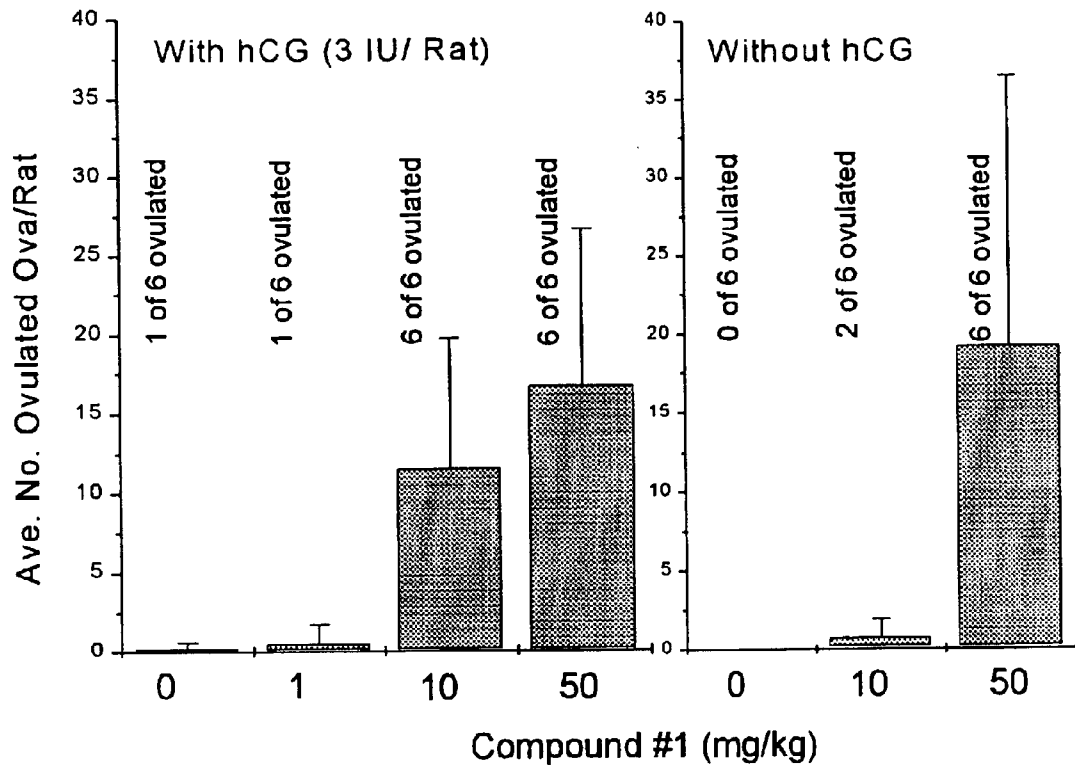 With hCG (3 IU/ Rat)
Without hCG
Ave. No. Ovulated Ova/Rat
40
35
30
25
20
15
10
5
0
1 of 6 ovulated
1 of 6 ovulated
6 of 6 ovulated
6 of 6 ovulated
0
1
10
50
40
35
30
25
20
15
10
5
0
0 of 6 ovulated
2 of 6 ovulated
6 of 6 ovulated
0
10
50
Compound #1 (mg/kg)